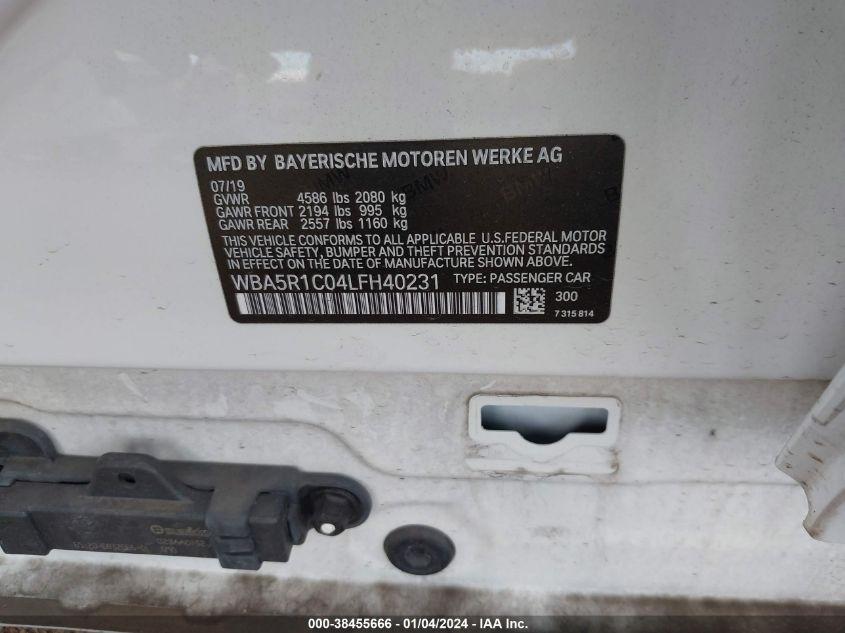 MFD BY BAYERISCHE MOTOREN WERKE AG
07/19
GVWR 4586 lbs 2080 kg
GAWR FRONT 2194 lbs 995 kg
GAWR REAR 2557 lbs 1160 kg
THIS VEHICLE CONFORMS TO ALL APPLICABLE U.S.FEDERAL MOTOR
VEHICLE SAFETY, BUMPER AND THEFT PREVENTION STANDARDS
IN EFFECT ON THE DATE OF MANUFACTURE SHOWN ABOVE.
WBA5R1C04LFH40231 TYPE: PASSENGER CAR
300
7 315 814
000-38455666 - 01/04/2024 - IAA Inc.